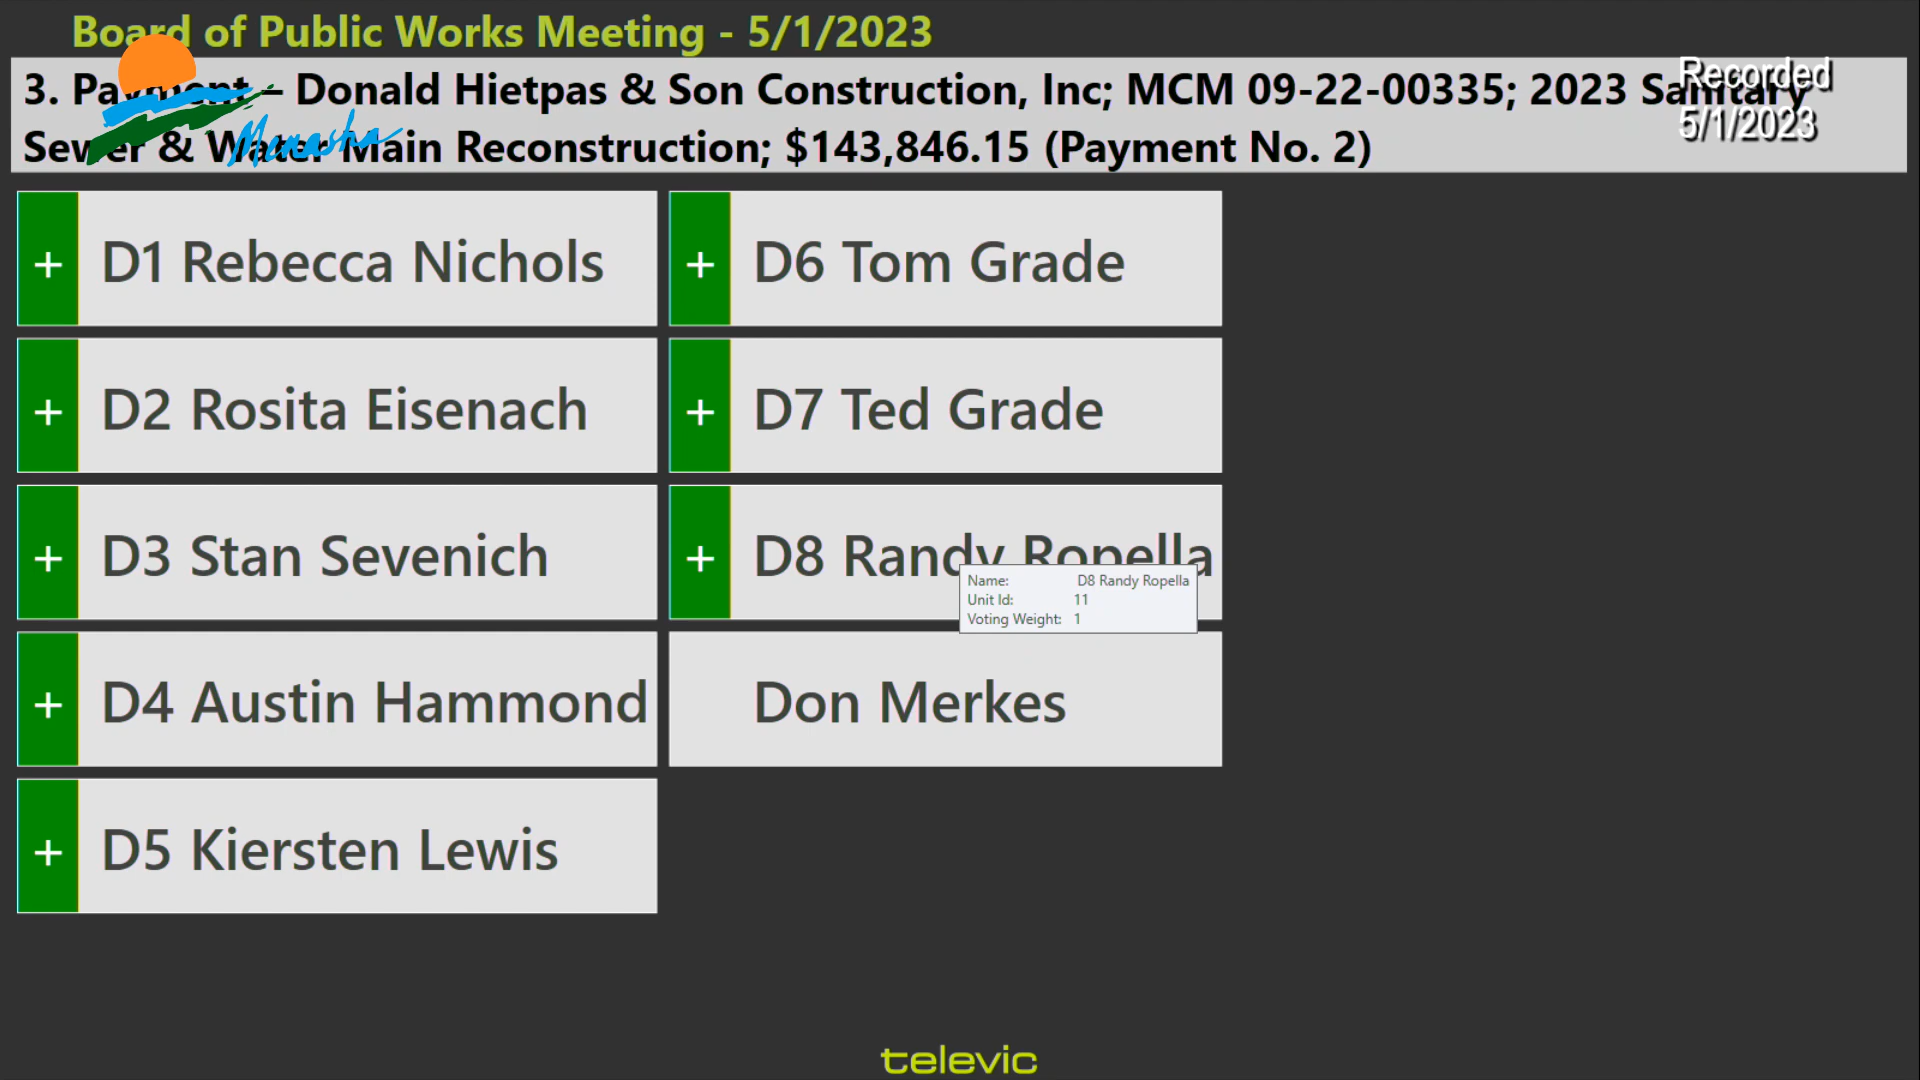 Board of Public Works Meeting - 5/1/2023
3. Payment – Donald Hietpas & Son Construction, Inc; MCM 09-22-00335; 2023 Sanitary
Sewer & Water Main Reconstruction; $143,846.15 (Payment No. 2)
Menasha
Recorded
5/1/2023
+ D1 Rebecca Nichols
+ D2 Rosita Eisenach
+ D3 Stan Sevenich
+ D4 Austin Hammond
+ D5 Kiersten Lewis
+ D6 Tom Grade
+ D7 Ted Grade
+ D8 Randy Ropella
Name: D8 Randy Ropella
Unit Id: 11
Voting Weight: 1
Don Merkes
televic